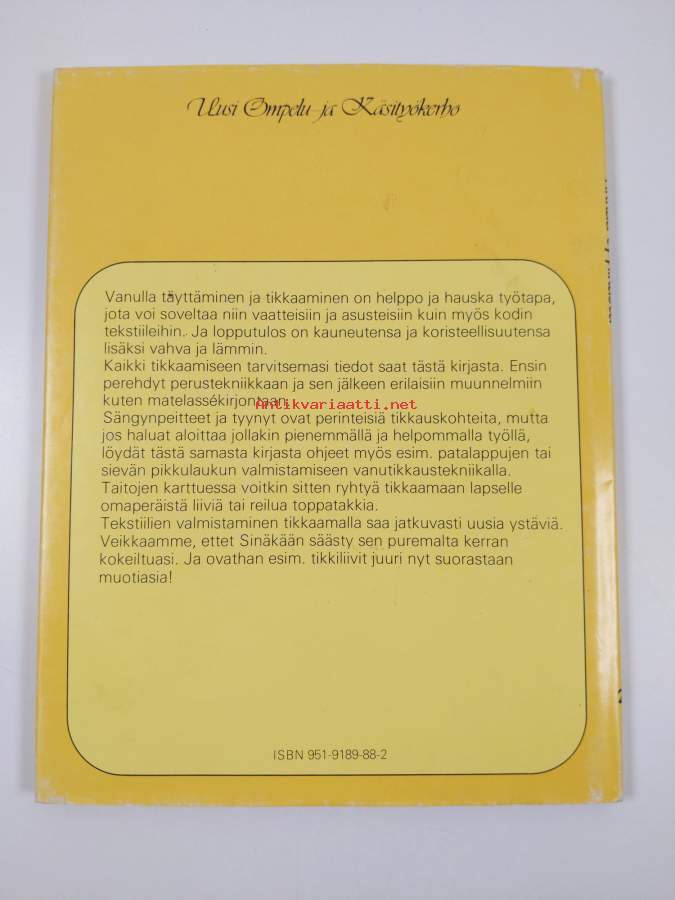 Uusi Ompelu- ja Käsityökerho
Vanulla täyttäminen ja tikkaaminen on helppo ja hauska työtapa,
jota voi soveltaa niin vaatteisiin ja asusteisiin kuin myös kodin
tekstiileihin. Ja lopputulos on kauneutensa ja koristeellisuutensa
lisäksi vahva ja lämmin.
Kaikki tikkaamiseen tarvitsemasi tiedot saat tästä kirjasta. Ensin
perehdyt perustekniikkaan ja sen jälkeen erilaisiin muunnelmiin
kuten matelassékirjontaan.
Antikvariaatti.net
Sängynpeitteet ja tyynyt ovat perinteisiä tikkauskohteita, mutta
jos haluat aloittaa jollakin pienemmällä ja helpommalla työllä,
löydät tästä samasta kirjasta ohjeet myös esim. patalappujen tai
sievän pikkulaukun valmistamiseen vanutikkaustekniikalla.
Taitojen karttuessa voitkin sitten ryhtyä tikkaamaan lapselle
omaperäistä liiviä tai reilua toppatakkia.
Tekstiilien valmistaminen tikkaamalla saa jatkuvasti uusia ystäviä.
Veikkaamme, ettet Sinäkään säästy sen puremalta kerran
kokeiltuasi. Ja ovathan esim. tikkiliivit juuri nyt suorastaan
muotiasia!
ISBN 951-9189-88-2